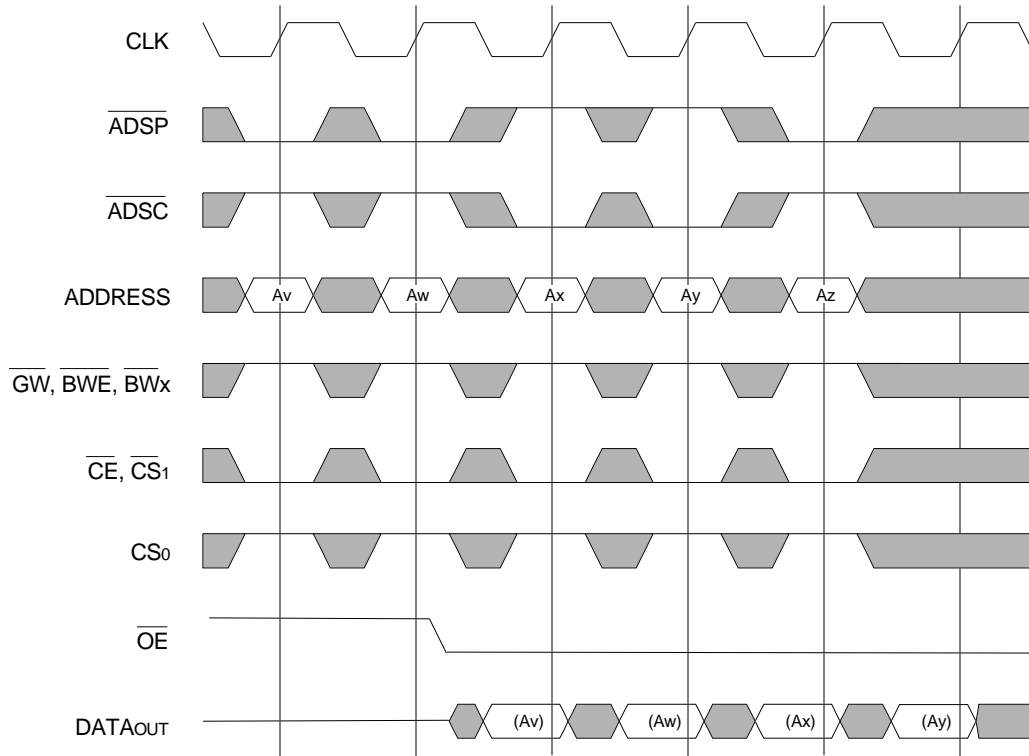 CLK
ADSP
ADSC
ADDRESS Av Aw Ax Ay Az
GW, BWE, BWx
CE, CS1
CS0
OE
DATAOUT (Av) (Aw) (Ax) (Ay)